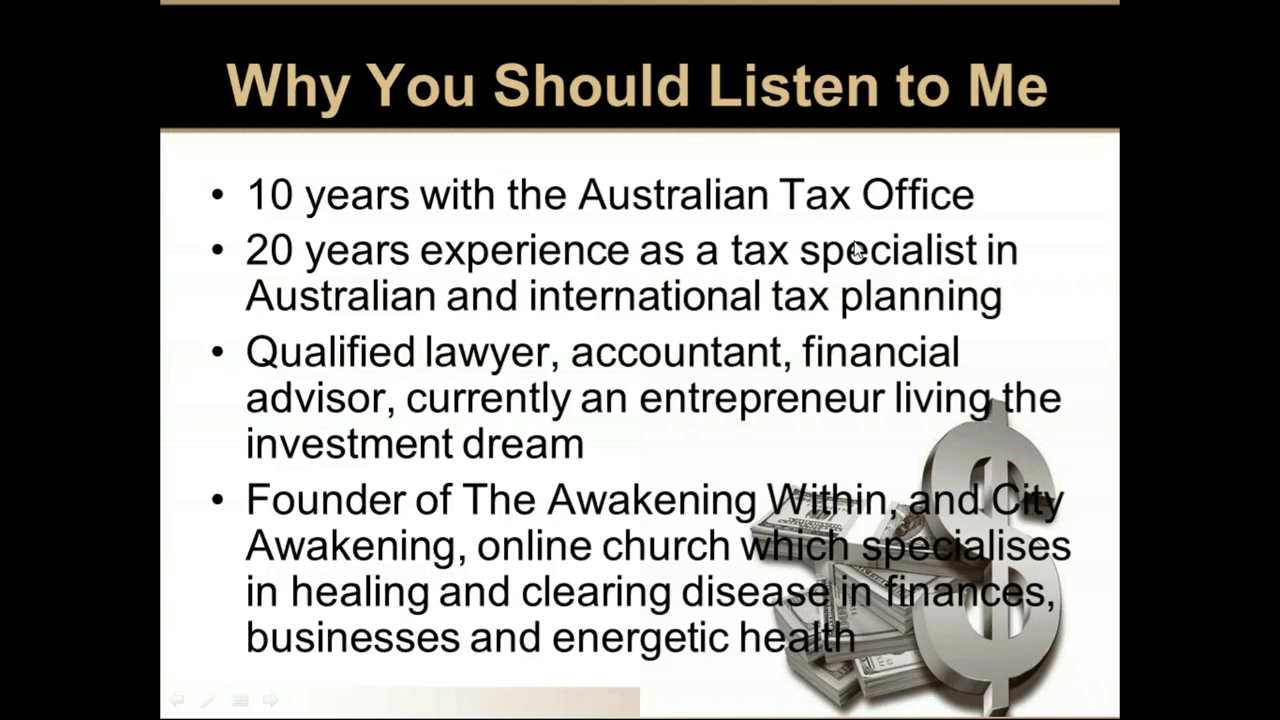 Why You Should Listen to Me
• 10 years with the Australian Tax Office
• 20 years experience as a tax specialist in
Australian and international tax planning
• Qualified lawyer, accountant, financial
advisor, currently an entrepreneur living the
investment dream
• Founder of The Awakening Within, and City
Awakening, online church which specialises
in healing and clearing disease in finances,
businesses and energetic health